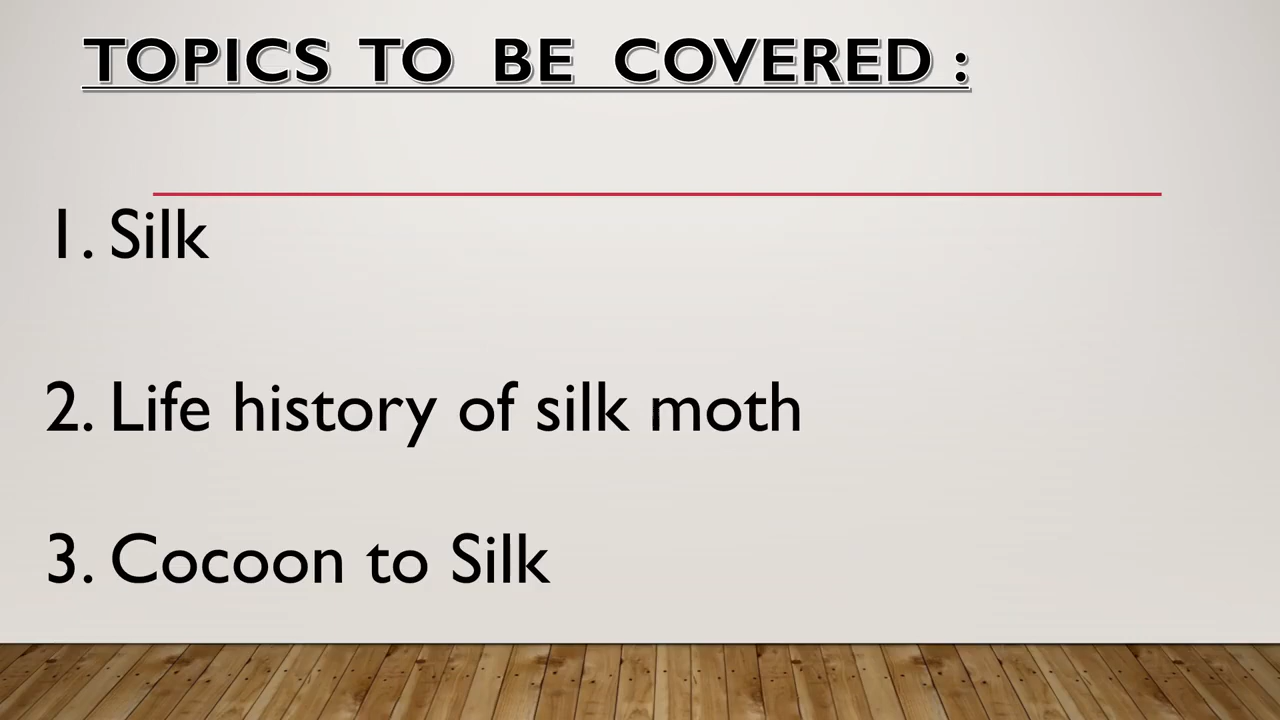 TOPICS TO BE COVERED :
1. Silk
2. Life history of silk moth
3. Cocoon to Silk